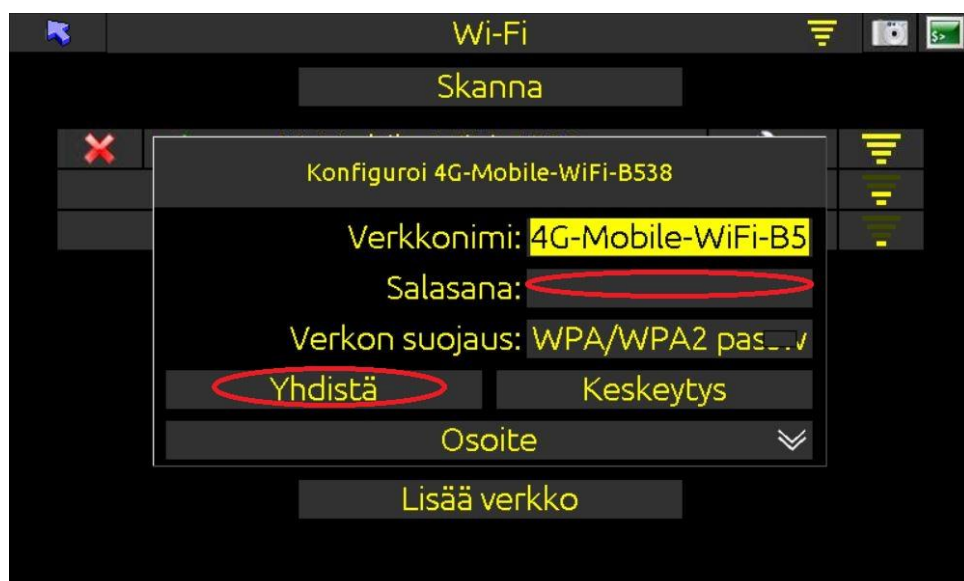 Wi-Fi
Skanna
Konfiguroi 4G-Mobile-WiFi-B538
Verkkonimi: 4G-Mobile-WiFi-B5
Salasana:
Verkon suojaus: WPA/WPA2
Yhdistä Keskeytys
Osoite
Lisää verkko